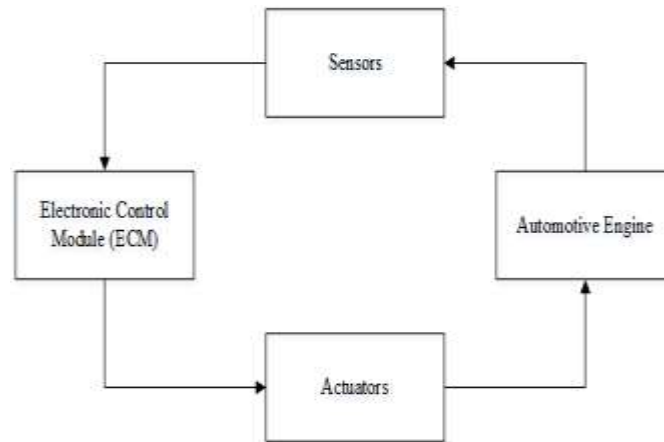 Sensors
Electronic Control
Module (ECM)
Automotive Engine
Actuators